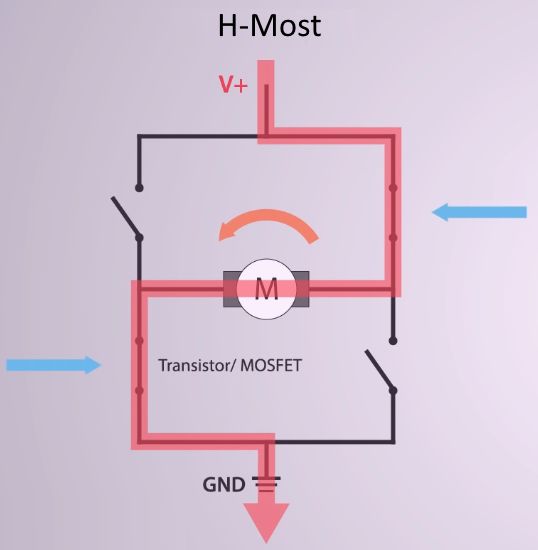 H-Most
V+
M
Transistor/ MOSFET
GND